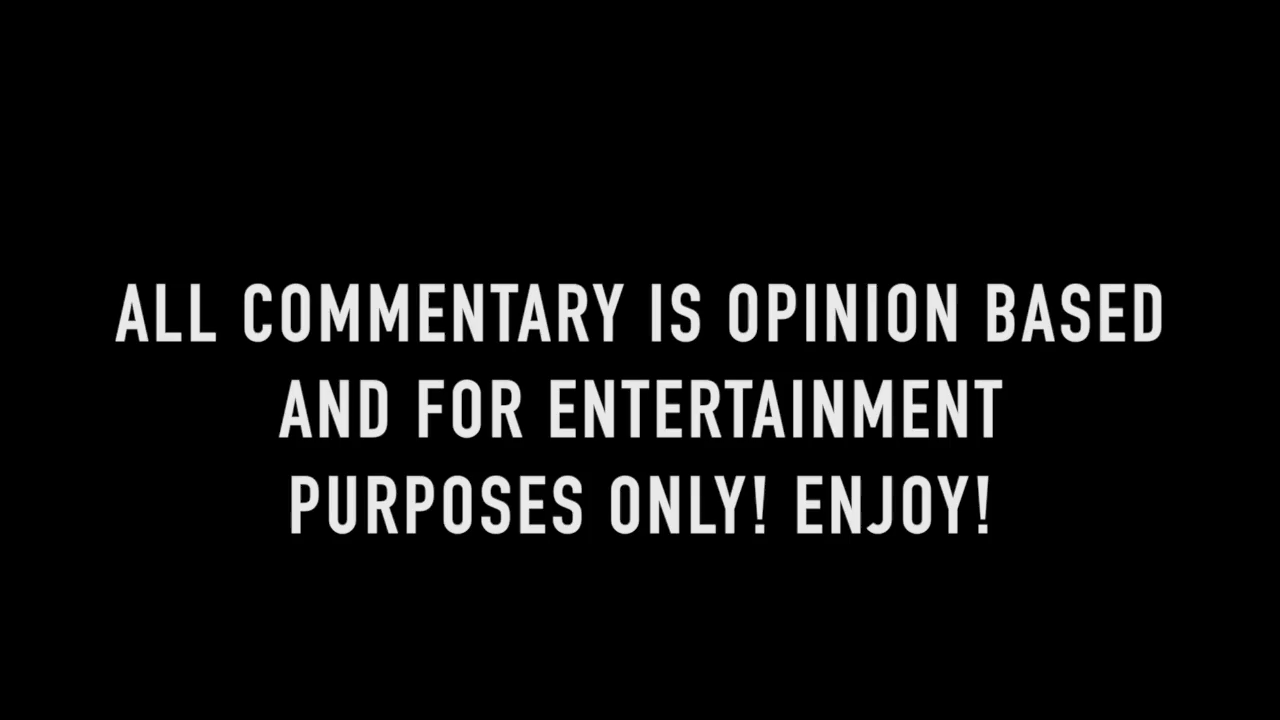 ALL COMMENTARY IS OPINION BASED
AND FOR ENTERTAINMENT
PURPOSES ONLY! ENJOY!